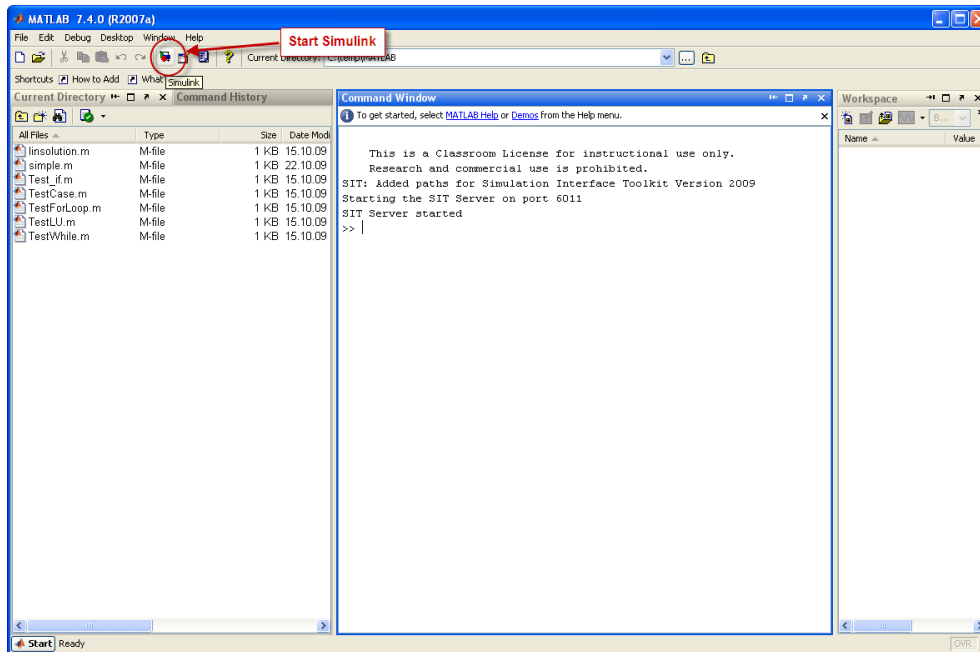 MATLAB 7.4.0 (R2007a)
File Edit Debug Desktop Window Help
Start Simulink
Current Directory: C:\temp\MATLAB
Shortcuts How to Add What
Simulink
Current Directory
Command History
All Files Type Size Date Modi
linsolution.m M-file 1 KB 15.10.09
simple.m M-file 1 KB 22.10.09
Test_if.m M-file 1 KB 15.10.09
TestCase.m M-file 1 KB 15.10.09
TestForLoop.m M-file 1 KB 15.10.09
TestLU.m M-file 1 KB 15.10.09
TestWhile.m M-file 1 KB 15.10.09
Command Window
To get started, select MATLAB Help or Demos from the Help menu.
This is a Classroom License for instructional use only.
Research and commercial use is prohibited.
SIT: Added paths for Simulation Interface Toolkit Version 2009
Starting the SIT Server on port 6011
SIT Server started
>>
Workspace
B...
Name Value
Start Ready
OVR